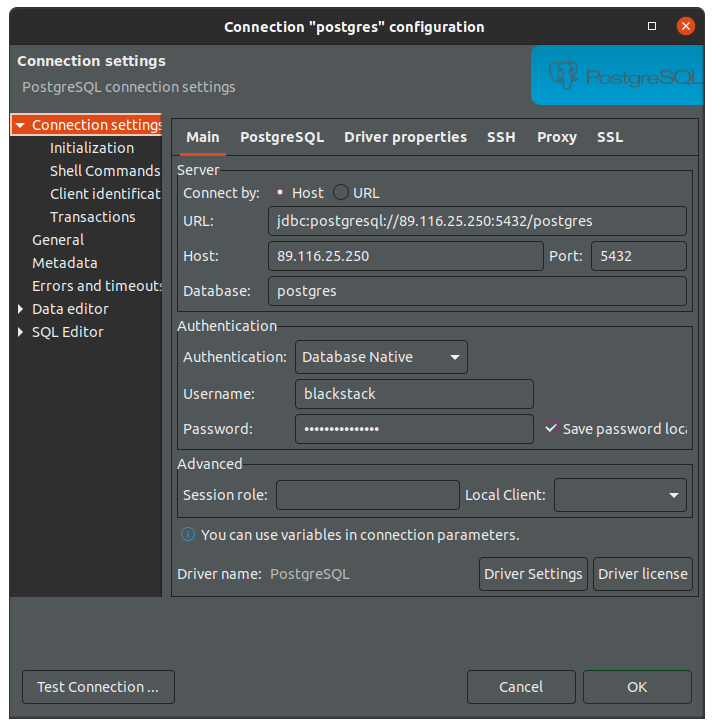 Connection "postgres" configuration
Connection settings
PostgreSQL connection settings
PostgreSQL
Connection settings
Initialization
Shell Commands
Client identificat
Transactions
General
Metadata
Errors and timeouts
Data editor
SQL Editor
Main PostgreSQL Driver properties SSH Proxy SSL
Server
Connect by: Host URL
URL: jdbc:postgresql://89.116.25.250:5432/postgres
Host: 89.116.25.250 Port: 5432
Database: postgres
Authentication
Authentication: Database Native
Username: blackstack
Password: ••••••••••••••• Save password loca
Advanced
Session role: Local Client:
You can use variables in connection parameters.
Driver name: PostgreSQL Driver Settings Driver license
Test Connection ... Cancel OK